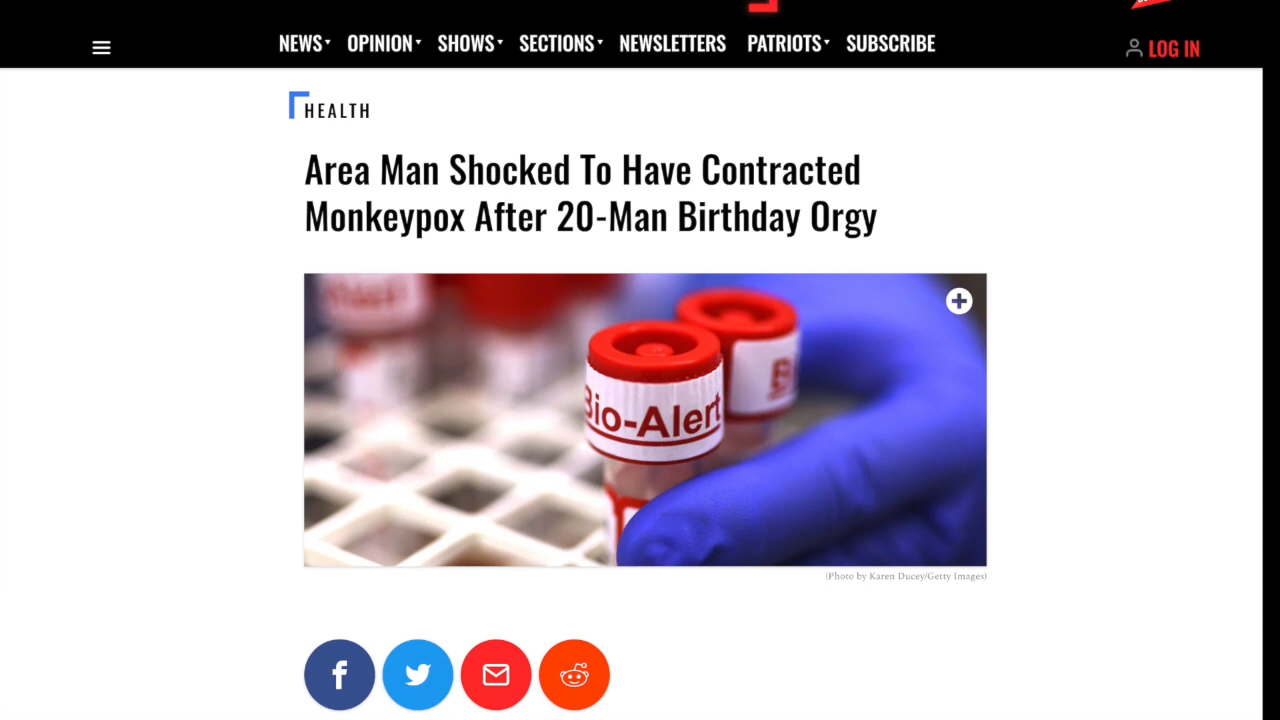 NEWS OPINION SHOWS SECTIONS NEWSLETTERS PATRIOTS SUBSCRIBE
LOG IN
HEALTH
Area Man Shocked To Have Contracted
Monkeypox After 20-Man Birthday Orgy
Bio-Alert
(Photo by Karen Ducey/Getty Images)